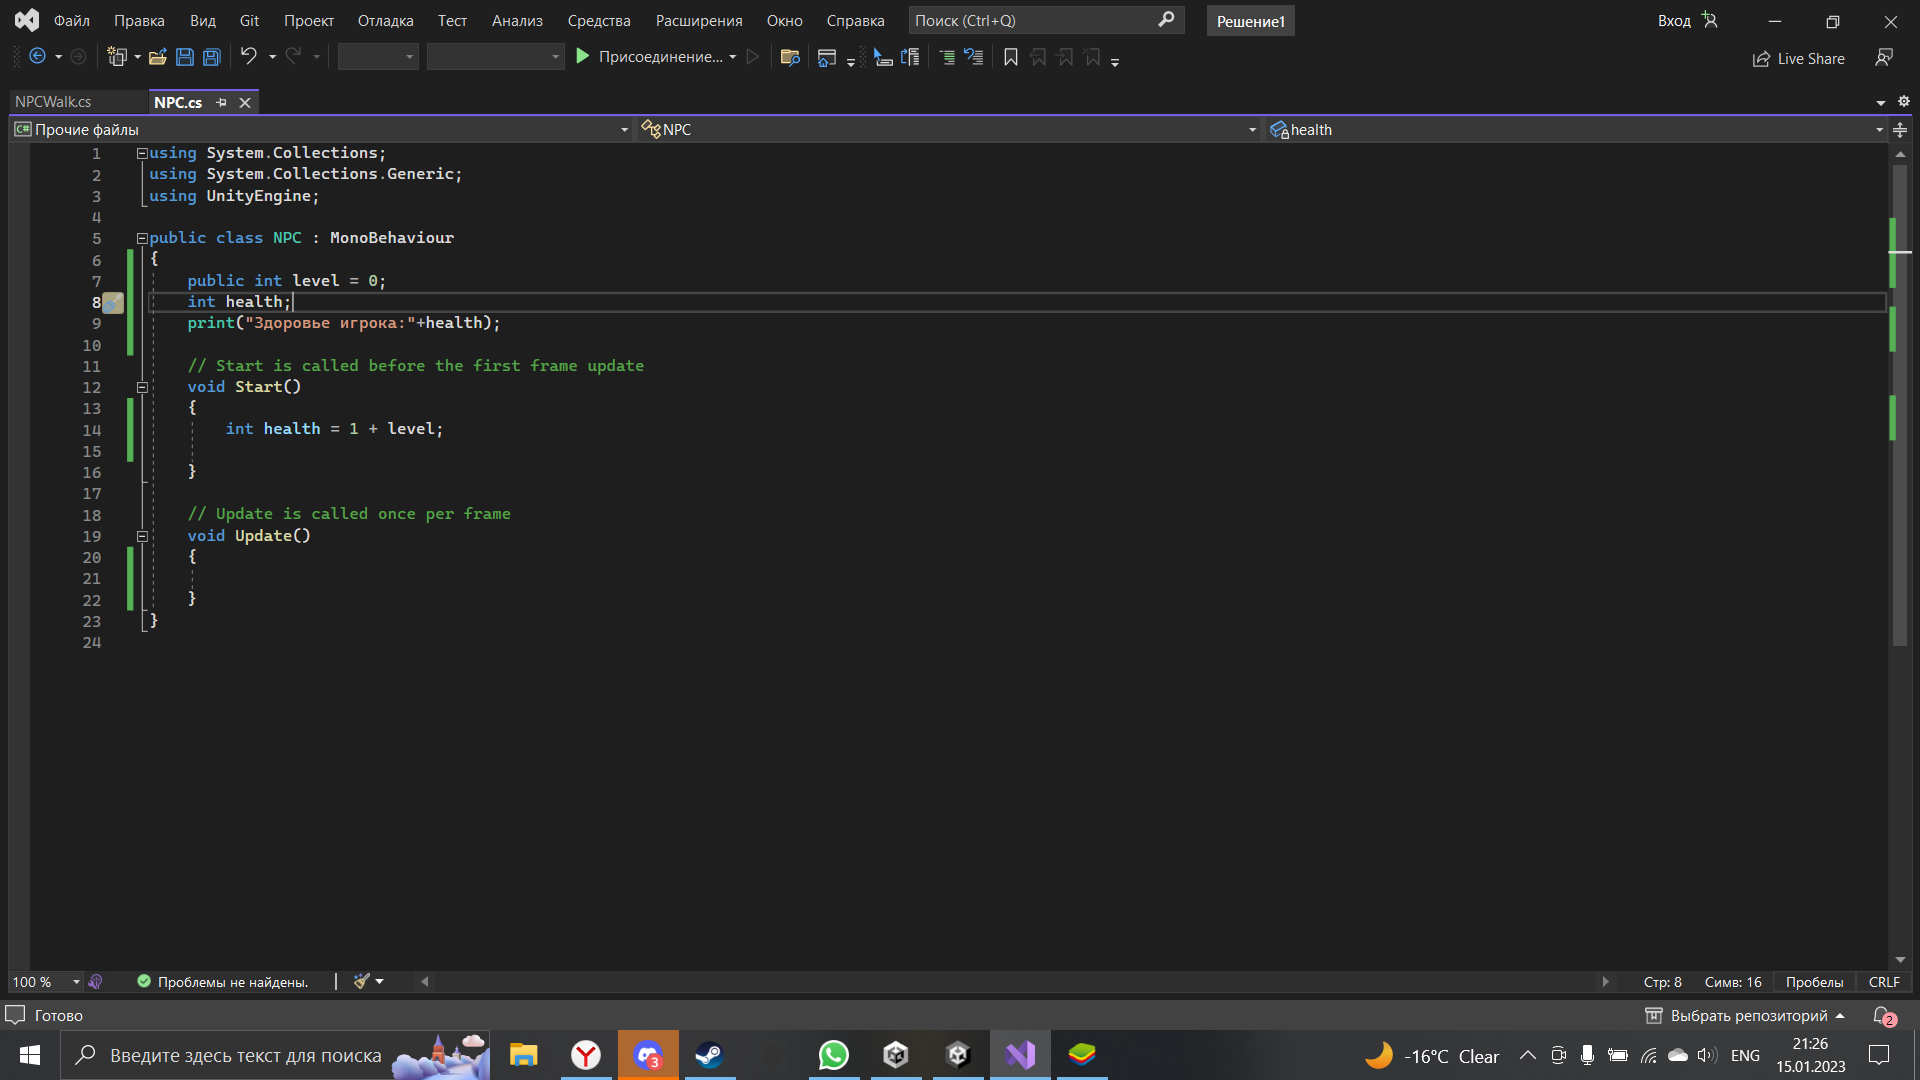 Файл Правка Вид Git Проект Отладка Тест Анализ Средства Расширения Окно Справка Поиск (Ctrl+Q) Решение1 Вход
Присоединение... Live Share
NPCWalk.cs NPC.cs
C# Прочие файлы NPC health
1 using System.Collections;
2 using System.Collections.Generic;
3 using UnityEngine;
4
5 public class NPC : MonoBehaviour
6 {
7 public int level = 0;
8 int health;
9 print("Здоровье игрока:"+health);
10
11 // Start is called before the first frame update
12 void Start()
13 {
14 int health = 1 + level;
15
16 }
17
18 // Update is called once per frame
19 void Update()
20 {
21
22 }
23 }
24
100 % Проблемы не найдены. Стр: 8 Симв: 16 Пробелы CRLF
Готово Выбрать репозиторий 2
Введите здесь текст для поиска 3 -16°C Clear ENG 21:26
15.01.2023